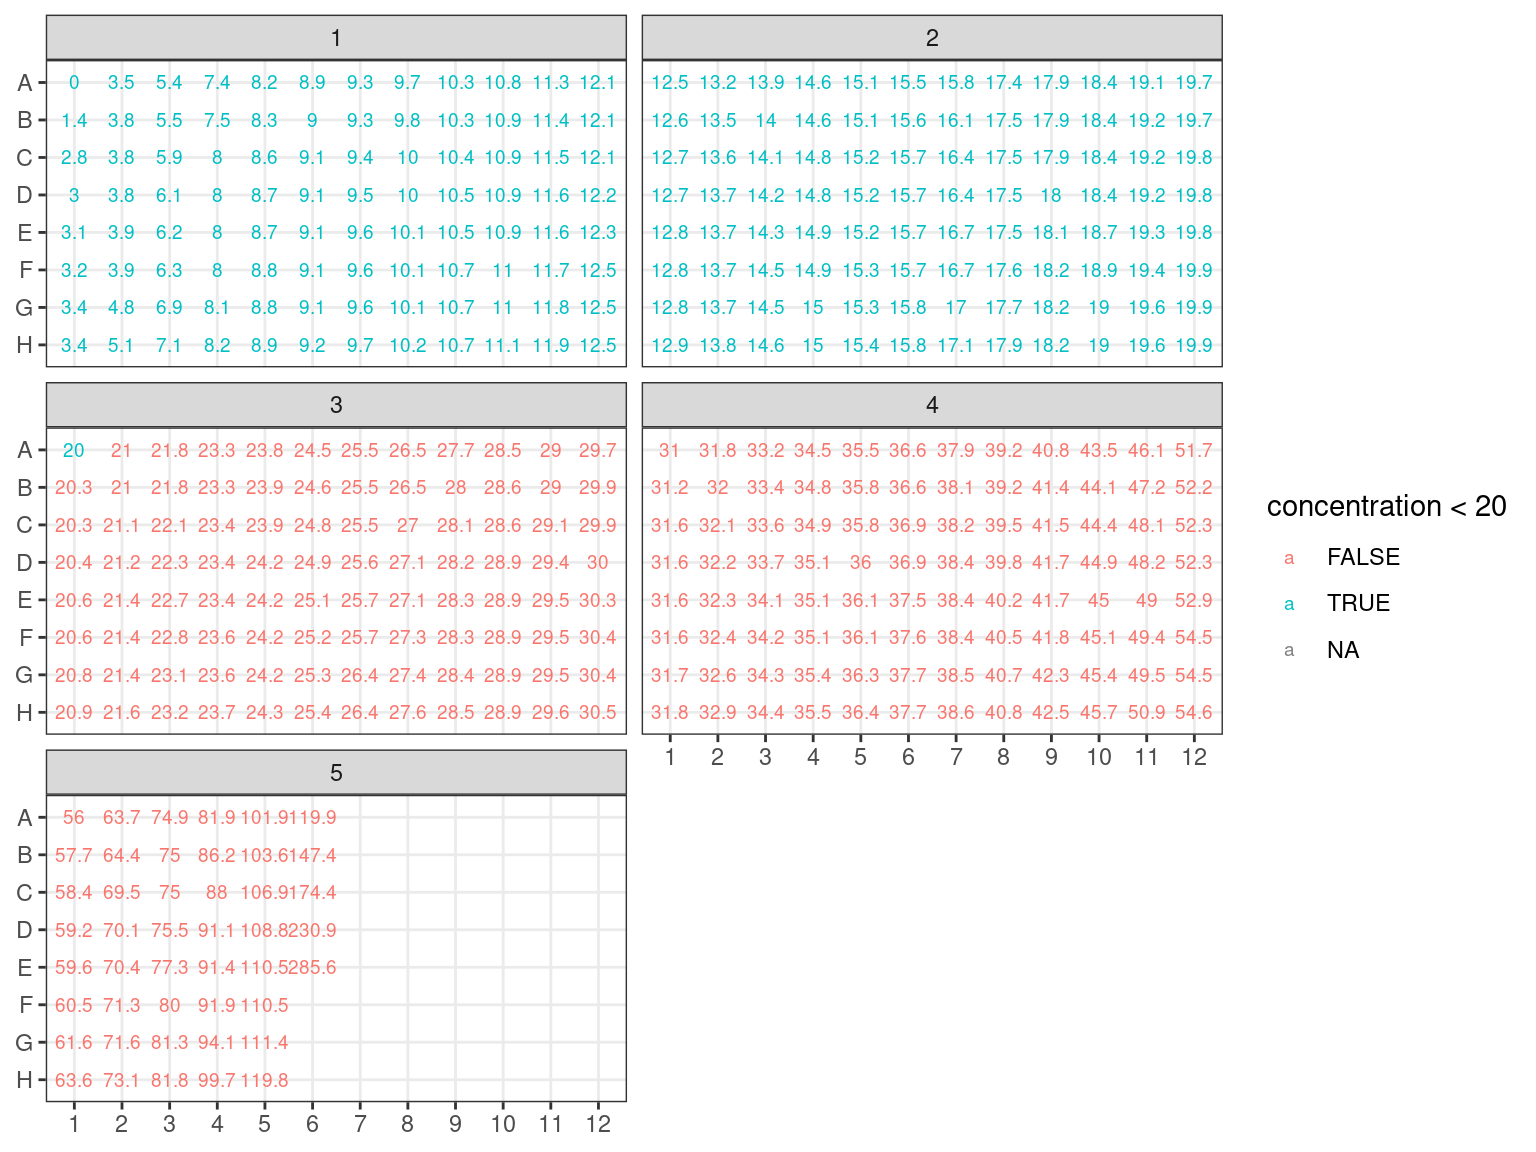 1 2
A 0 3.5 5.4 7.4 8.2 8.9 9.3 9.7 10.3 10.8 11.3 12.1 12.5 13.2 13.9 14.6 15.1 15.5 15.8 17.4 17.9 18.4 19.1 19.7
B 1.4 3.8 5.5 7.5 8.3 9 9.3 9.8 10.3 10.9 11.4 12.1 12.6 13.5 14 14.6 15.1 15.6 16.1 17.5 17.9 18.4 19.2 19.7
C 2.8 3.8 5.9 8 8.6 9.1 9.4 10 10.4 10.9 11.5 12.1 12.7 13.6 14.1 14.8 15.2 15.7 16.4 17.5 17.9 18.4 19.2 19.8
D 3 3.8 6.1 8 8.7 9.1 9.5 10 10.5 10.9 11.6 12.2 12.7 13.7 14.2 14.8 15.2 15.7 16.4 17.5 18 18.4 19.2 19.8
E 3.1 3.9 6.2 8 8.7 9.1 9.6 10.1 10.5 10.9 11.6 12.3 12.8 13.7 14.3 14.9 15.2 15.7 16.7 17.5 18.1 18.7 19.3 19.8
F 3.2 3.9 6.3 8 8.8 9.1 9.6 10.1 10.7 11 11.7 12.5 12.8 13.7 14.5 14.9 15.3 15.7 16.7 17.6 18.2 18.9 19.4 19.9
G 3.4 4.8 6.9 8.1 8.8 9.1 9.6 10.1 10.7 11 11.8 12.5 12.8 13.7 14.5 15 15.3 15.8 17 17.7 18.2 19 19.6 19.9
H 3.4 5.1 7.1 8.2 8.9 9.2 9.7 10.2 10.7 11.1 11.9 12.5 12.9 13.8 14.6 15 15.4 15.8 17.1 17.9 18.2 19 19.6 19.9
3 4
A 20 21 21.8 23.3 23.8 24.5 25.5 26.5 27.7 28.5 29 29.7 31 31.8 33.2 34.5 35.5 36.6 37.9 39.2 40.8 43.5 46.1 51.7
B 20.3 21 21.8 23.3 23.9 24.6 25.5 26.5 28 28.6 29 29.9 31.2 32 33.4 34.8 35.8 36.6 38.1 39.2 41.4 44.1 47.2 52.2
C 20.3 21.1 22.1 23.4 23.9 24.8 25.5 27 28.1 28.6 29.1 29.9 31.6 32.1 33.6 34.9 35.8 36.9 38.2 39.5 41.5 44.4 48.1 52.3
D 20.4 21.2 22.3 23.4 24.2 24.9 25.6 27.1 28.2 28.9 29.4 30 31.6 32.2 33.7 35.1 36 36.9 38.4 39.8 41.7 44.9 48.2 52.3
E 20.6 21.4 22.7 23.4 24.2 25.1 25.7 27.1 28.3 28.9 29.5 30.3 31.6 32.3 34.1 35.1 36.1 37.5 38.4 40.2 41.7 45 49 52.9
F 20.6 21.4 22.8 23.6 24.2 25.2 25.7 27.3 28.3 28.9 29.5 30.4 31.6 32.4 34.2 35.1 36.1 37.6 38.4 40.5 41.8 45.1 49.4 54.5
G 20.8 21.4 23.1 23.6 24.2 25.3 26.4 27.4 28.4 28.9 29.5 30.4 31.7 32.6 34.3 35.4 36.3 37.7 38.5 40.7 42.3 45.4 49.5 54.5
H 20.9 21.6 23.2 23.7 24.3 25.4 26.4 27.6 28.5 28.9 29.6 30.5 31.8 32.9 34.4 35.5 36.4 37.7 38.6 40.8 42.5 45.7 50.9 54.6
1 2 3 4 5 6 7 8 9 10 11 12
5
A 56 63.7 74.9 81.9 101.9 119.9
B 57.7 64.4 75 86.2 103.6 147.4
C 58.4 69.5 75 88 106.9 174.4
D 59.2 70.1 75.5 91.1 108.8 230.9
E 59.6 70.4 77.3 91.4 110.5 285.6
F 60.5 71.3 80 91.9 110.5
G 61.6 71.6 81.3 94.1 111.4
H 63.6 73.1 81.8 99.7 119.8
1 2 3 4 5 6 7 8 9 10 11 12
concentration < 20
a FALSE
a TRUE
a NA